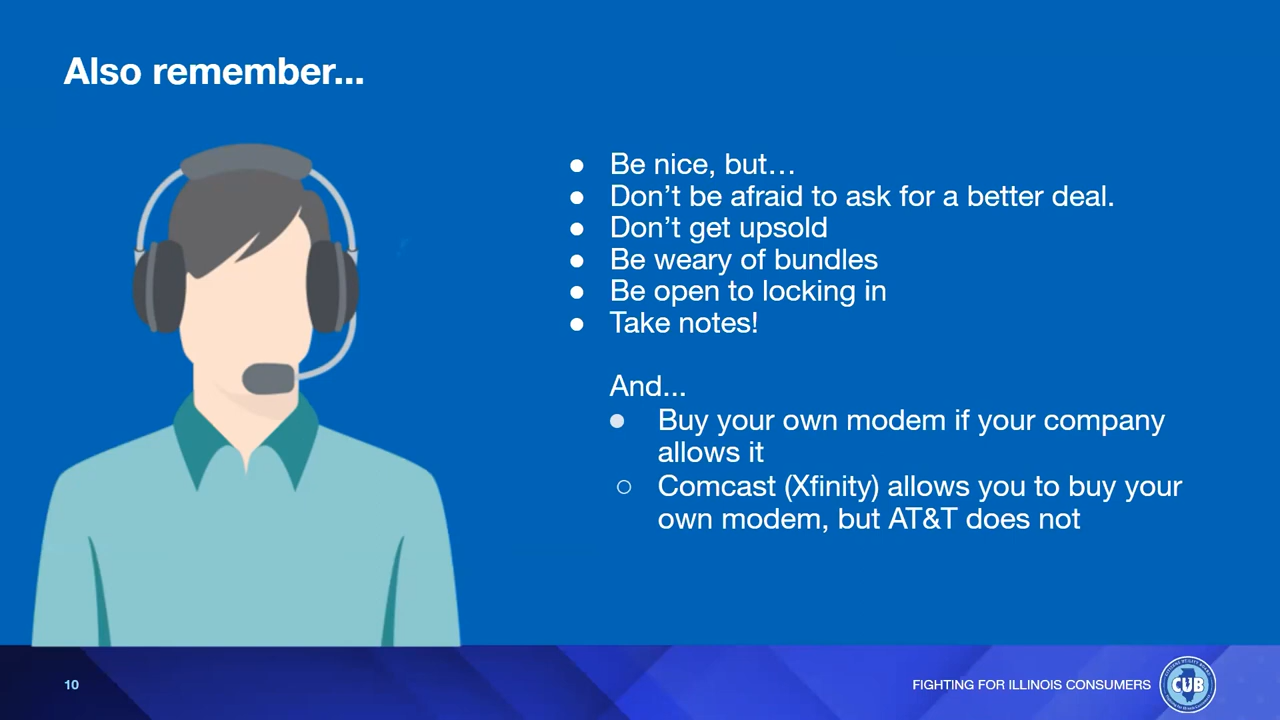 Also remember...
● Be nice, but…
● Don’t be afraid to ask for a better deal.
● Don’t get upsold
● Be weary of bundles
● Be open to locking in
● Take notes!
And...
● Buy your own modem if your company
allows it
○ Comcast (Xfinity) allows you to buy your
own modem, but AT&T does not
10
FIGHTING FOR ILLINOIS CONSUMERS
CUB